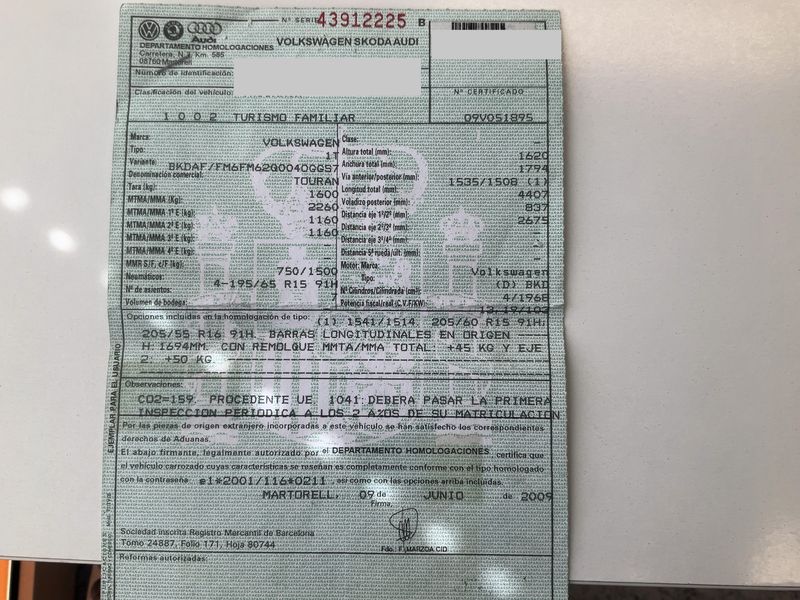 Nº SERIE 43912225 B
Audi
VOLKSWAGEN SKODA AUDI
DEPARTAMENTO HOMOLOGACIONES
Carretera, N.II Km. 585
08760 Martorell
Número de identificación:
Clasificación del vehículo:
Nº CERTIFICADO
1 0 0 2 TURISMO FAMILIAR
09V051895
Marca: VOLKSWAGEN
Tipo: 1T
Variante: BKDAF/FM6FM62Q004OGGS7
Denominación comercial: TOURAN
Tara (kg): 1600
MTMA/MMA (Kg): 2260
MTMA/MMA 1º E (kg): 1160
MTMA/MMA 2º E (kg): 1160
MTMA/MMA 3º E (kg): –
MTMA/MMA 4º E (kg): –
MMR S/F, c/F (kg): 750/1500
Neumáticos: 4-195/65 R15 91H
Nº de asientos: 7
Volumen de bodega: –
Clase: –
Altura total (mm): 1620
Anchura total (mm): 1794
Vía anterior/posterior (mm): 1535/1508 (1)
Longitud total (mm): 4407
Voladizo posterior (mm): 837
Distancia eje 1º/2º (mm): 2675
Distancia eje 2º/3º (mm): –
Distancia eje 3º/4º (mm): –
Distancia 5ª rueda/ult. (mm): –
Motor: Marca: Volkswagen
Tipo: (D) BKD
Nº Cilindros/Cilindrada (cm³): 4/1968
Potencia fiscal/real (C.V.F/KW):
Opciones incluidas en la homologación de tipo:
(1) 1541/1514. 205/60 R15 91H;
205/55 R16 91H. BARRAS LONGITUDINALES EN ORIGEN
H:1694MM. CON REMOLQUE MMTA/MMA TOTAL: +45 KG Y EJE
2: +50 KG
Observaciones:
CO2=159. PROCEDENTE UE 1041:DEBERA PASAR LA PRIMERA
INSPECCION PERIODICA A LOS 2 AZOS DE SU MATRICULACION
Por las piezas de origen extranjero incorporadas a este vehículo se han satisfecho los correspondientes
derechos de Aduanas.
El abajo firmante, legalmente autorizado por el DEPARTAMENTO HOMOLOGACIONES, certifica que
el vehículo carrozado cuyas características se reseñan es completamente conforme con el tipo homologado
con la contraseña e1*2001/116*0211, así como con las opciones arriba incluidas.
MARTORELL, 09 de JUNIO de 2009
Firma,
Sociedad inscrita Registro Mercantil de Barcelona
Tomo 24887, Folio 171, Hoja 80744
Fdo.: F. MARZOA CID
Reformas autorizadas:
EJEMPLAR PARA EL USUARIO